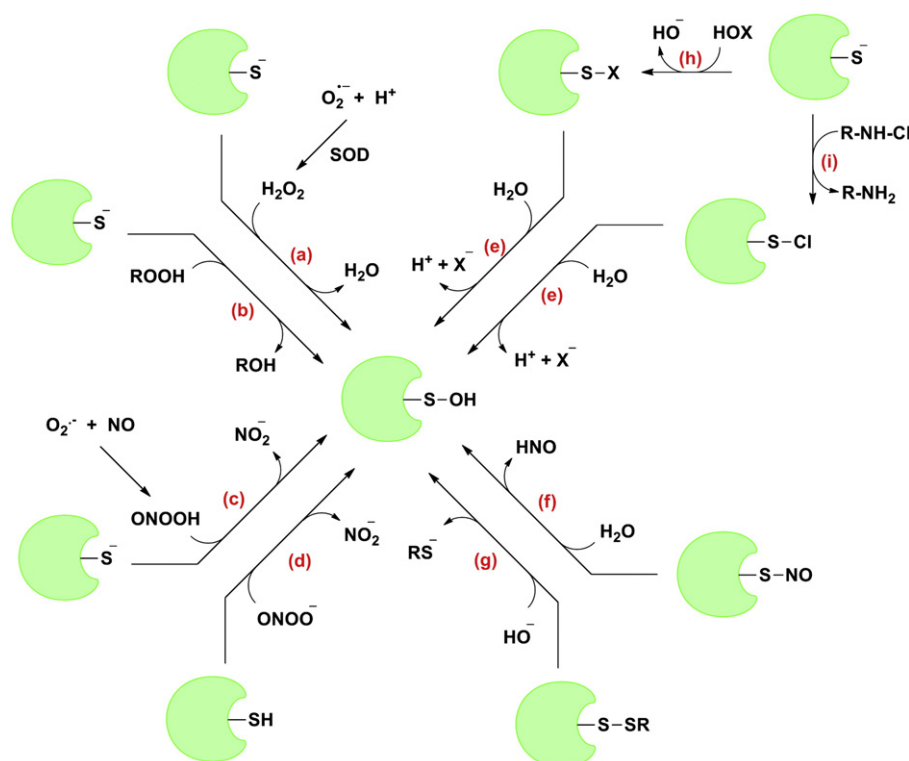 S⁻
O₂˙⁻ + H⁺
SOD
H₂O₂
(a)
H₂O
S⁻
ROOH
(b)
ROH
S–X
HO⁻
HOX
(h)
S⁻
R-NH-Cl
(i)
R-NH₂
S–Cl
H₂O
(e)
H⁺ + X⁻
H₂O
(e)
H⁺ + X⁻
S–OH
O₂˙⁻ + NO
ONOOH
NO₂⁻
(c)
S⁻
NO₂⁻
(d)
ONOO⁻
SH
HNO
(f)
H₂O
S–NO
RS⁻
(g)
HO⁻
S–SR